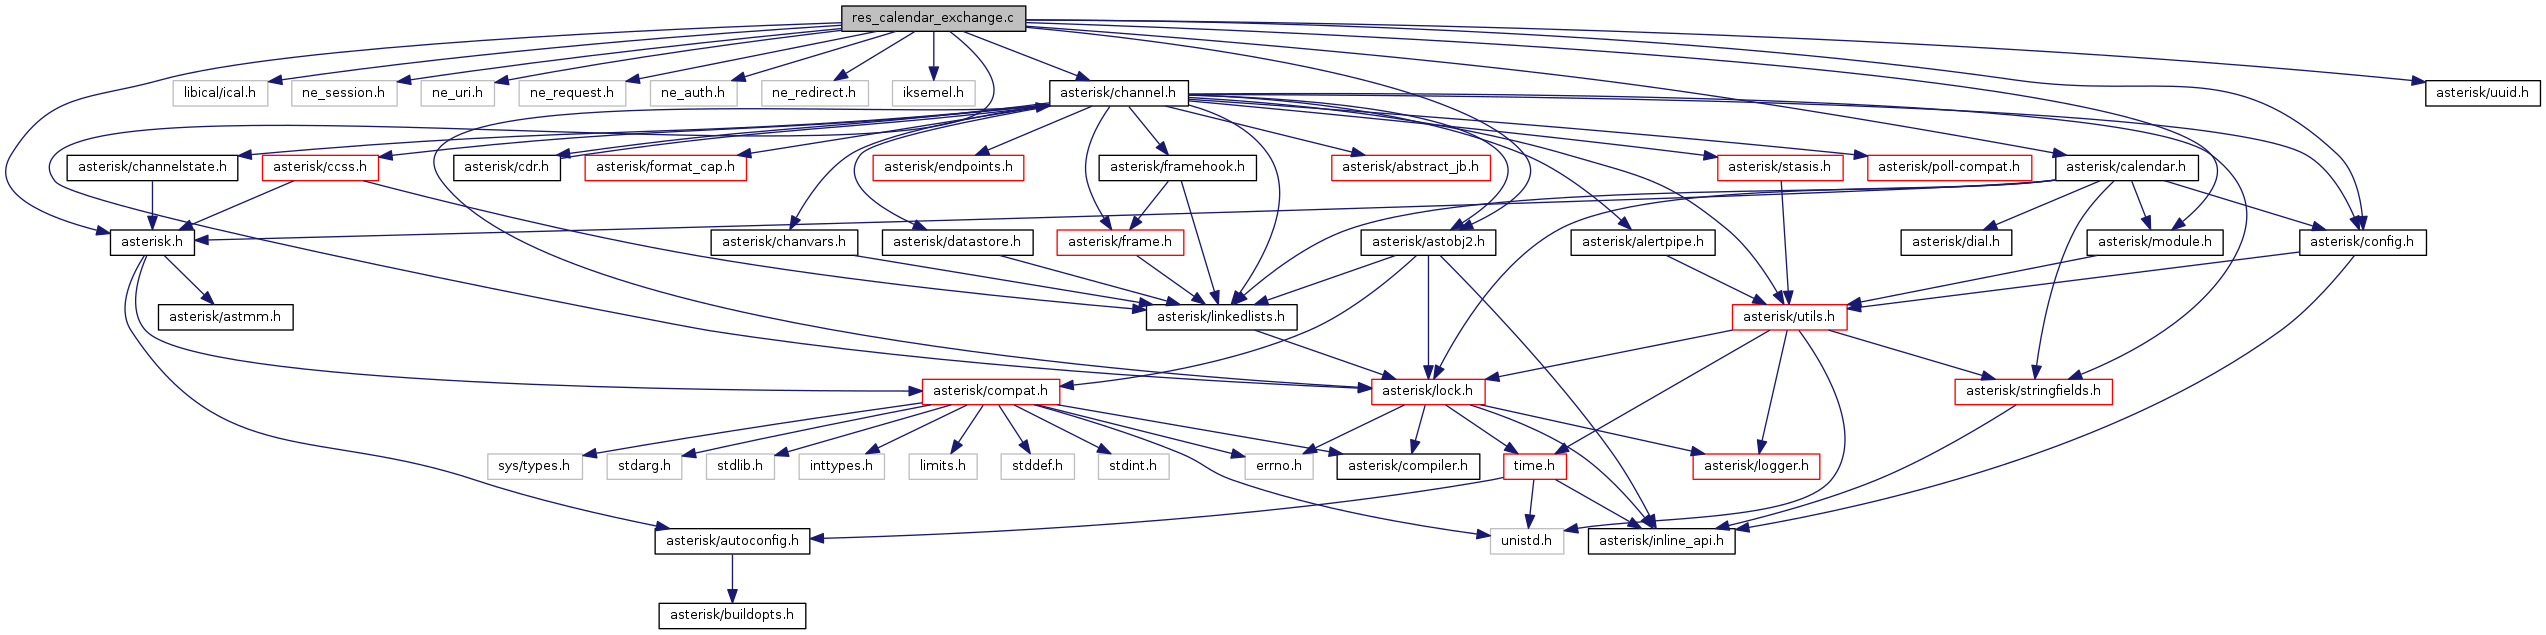 res_calendar_exchange.c
libical/ical.h
ne_session.h
ne_uri.h
ne_request.h
ne_auth.h
ne_redirect.h
iksemel.h
asterisk/channel.h
asterisk/uuid.h
asterisk/channelstate.h
asterisk/ccss.h
asterisk/cdr.h
asterisk/format_cap.h
asterisk/endpoints.h
asterisk/framehook.h
asterisk/abstract_jb.h
asterisk/stasis.h
asterisk/poll-compat.h
asterisk/calendar.h
asterisk.h
asterisk/chanvars.h
asterisk/datastore.h
asterisk/frame.h
asterisk/astobj2.h
asterisk/alertpipe.h
asterisk/dial.h
asterisk/module.h
asterisk/config.h
asterisk/astmm.h
asterisk/linkedlists.h
asterisk/utils.h
asterisk/compat.h
asterisk/lock.h
asterisk/stringfields.h
sys/types.h
stdarg.h
stdlib.h
inttypes.h
limits.h
stddef.h
stdint.h
errno.h
asterisk/compiler.h
time.h
asterisk/logger.h
asterisk/autoconfig.h
unistd.h
asterisk/inline_api.h
asterisk/buildopts.h